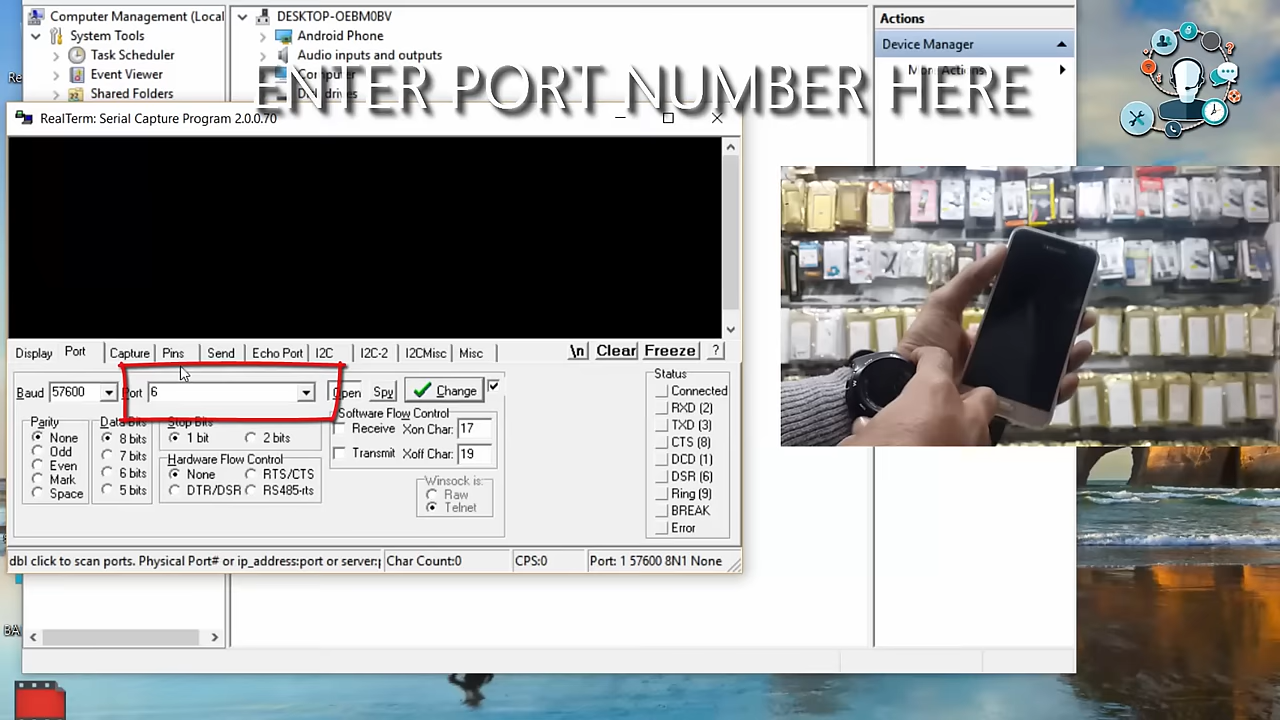 Computer Management (Local
System Tools
Task Scheduler
Event Viewer
Shared Folders
DESKTOP-OEBM0BV
Android Phone
Audio inputs and outputs
Computer
Actions
Device Manager
More Actions
ENTER PORT NUMBER HERE
RealTerm: Serial Capture Program 2.0.0.70
Display Port Capture Pins Send Echo Port I2C I2C-2 I2CMisc Misc
\n Clear Freeze ?
Baud 57600 Port 6 Open Spy Change
Parity
None
Odd
Even
Mark
Space
Data Bits
8 bits
7 bits
6 bits
5 bits
Stop Bits
1 bit 2 bits
Hardware Flow Control
None RTS/CTS
DTR/DSR RS485-rts
Software Flow Control
Receive Xon Char: 17
Transmit Xoff Char: 19
Winsock is:
Raw
Telnet
Status
Connected
RXD (2)
TXD (3)
CTS (8)
DCD (1)
DSR (6)
Ring (9)
BREAK
Error
dbl click to scan ports. Physical Port# or ip_address:port or server:p
Char Count:0
CPS:0
Port: 1 57600 8N1 None